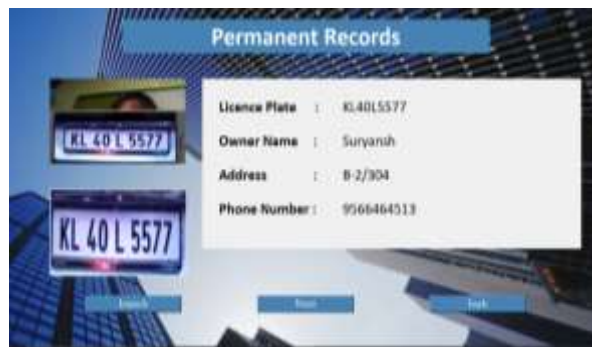 Permanent Records
KL 40 L 5577
KL 40 L 5577
Licence Plate : KL40L5577
Owner Name : Suryansh
Address : B-2/304
Phone Number : 9566464513